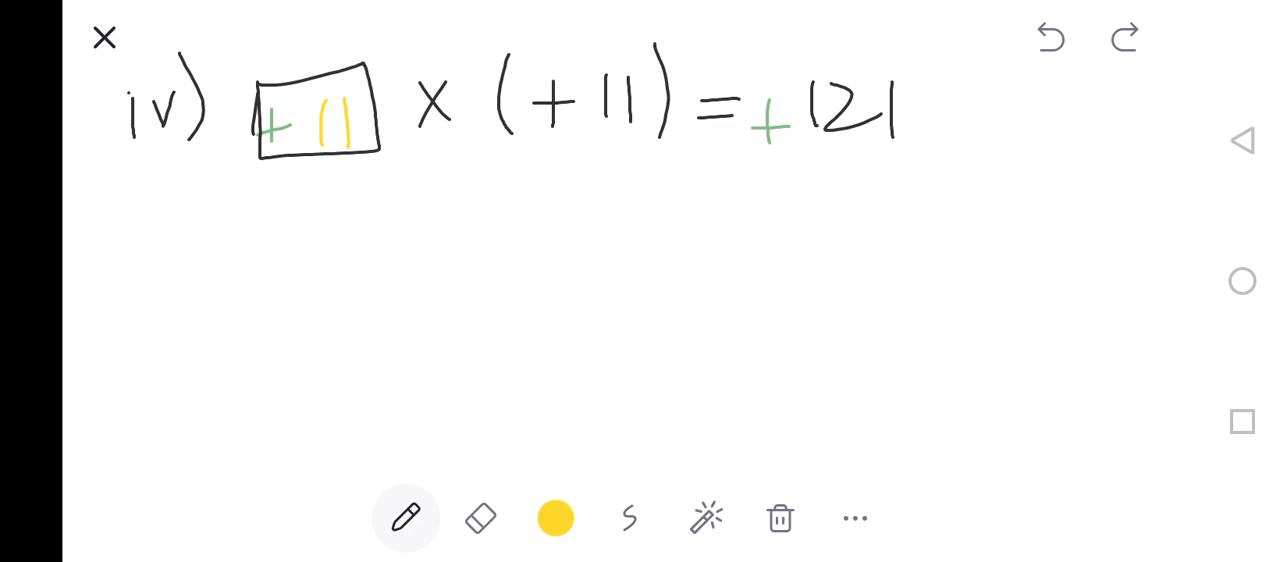 iv) +11 x (+11) = +121